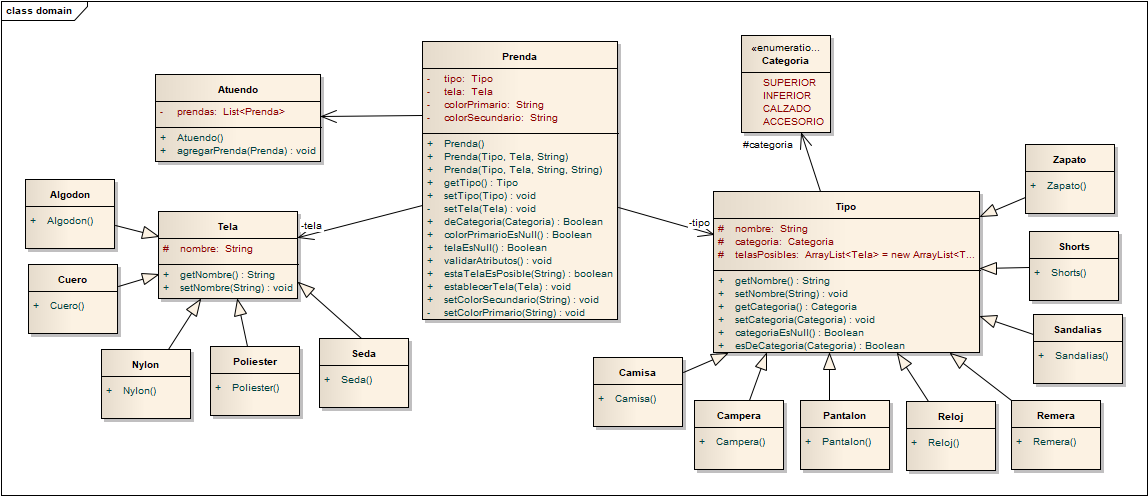 class domain
Prenda
- tipo: Tipo
- tela: Tela
- colorPrimario: String
- colorSecundario: String
+ Prenda()
+ Prenda(Tipo, Tela, String)
+ Prenda(Tipo, Tela, String, String)
+ getTipo() : Tipo
+ setTipo(Tipo) : void
- setTela(Tela) : void
+ deCategoria(Categoria) : Boolean
+ colorPrimarioEsNull() : Boolean
+ telaEsNull() : Boolean
+ validarAtributos() : void
+ estaTelaEsPosible(String) : boolean
+ establecerTela(Tela) : void
+ setColorSecundario(String) : void
- setColorPrimario(String) : void
«enumeratio...
Categoria
SUPERIOR
INFERIOR
CALZADO
ACCESORIO
#categoria
Atuendo
- prendas: List<Prenda>
+ Atuendo()
+ agregarPrenda(Prenda) : void
Algodon
+ Algodon()
Tela
# nombre: String
+ getNombre() : String
+ setNombre(String) : void
-tela
-tipo
Cuero
+ Cuero()
Nylon
+ Nylon()
Poliester
+ Poliester()
Seda
+ Seda()
Tipo
# nombre: String
# categoria: Categoria
# telasPosibles: ArrayList<Tela> = new ArrayList<T...
+ getNombre() : String
+ setNombre(String) : void
+ getCategoria() : Categoria
+ setCategoria(Categoria) : void
+ categoriaEsNull() : Boolean
+ esDeCategoria(Categoria) : Boolean
Zapato
+ Zapato()
Shorts
+ Shorts()
Sandalias
+ Sandalias()
Camisa
+ Camisa()
Campera
+ Campera()
Pantalon
+ Pantalon()
Reloj
+ Reloj()
Remera
+ Remera()